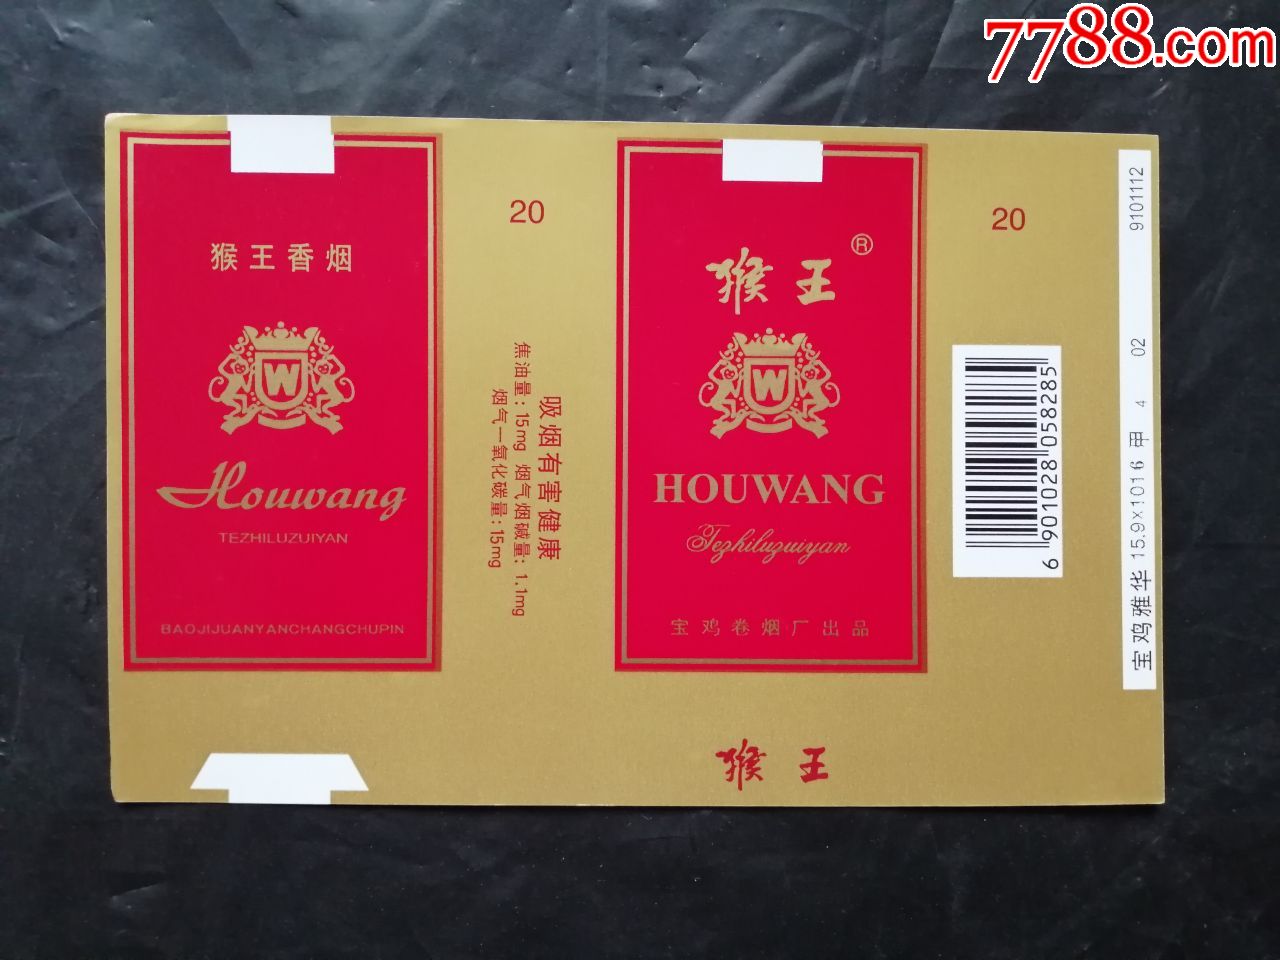 7788.com
猴王香烟
W
Houwang
TEZHILUZUIYAN
BAOJIJUANYANCHANGCHUPIN
20
吸烟有害健康
焦油量:15mg 烟气烟碱量:1.1mg
烟气一氧化碳量:15mg
猴王®
W
HOUWANG
Tezhiluzuiyan
宝鸡卷烟厂出品
猴王
20
6 901028 058285
宝鸡雅华 15.9×1016 甲 4 02 9101112